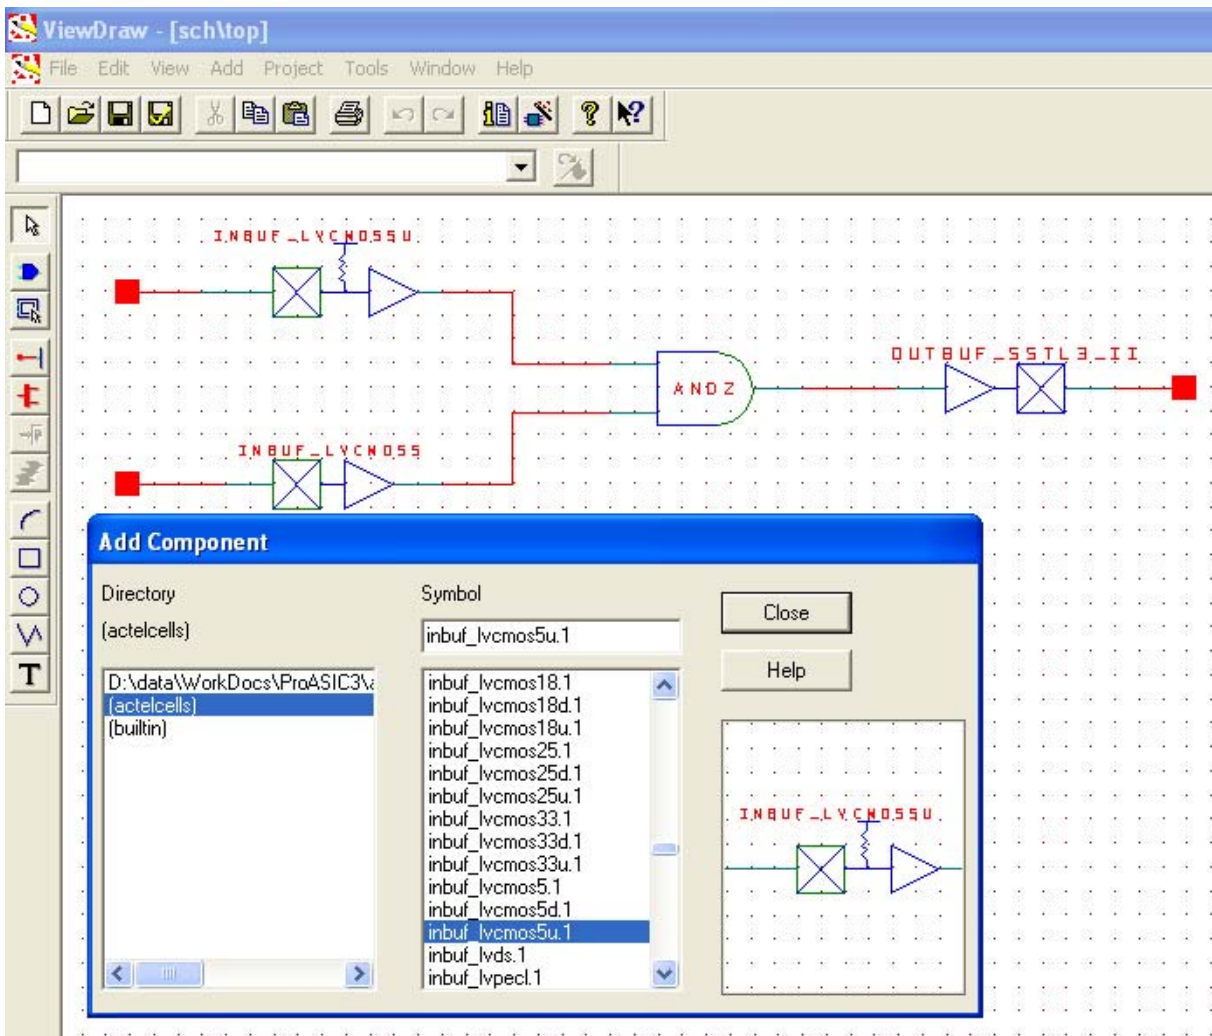 ViewDraw - [sch\top]
File Edit View Add Project Tools Window Help
INBUF_LVCMOS5U
OUTBUF_SSTL3_II
AND2
INBUF_LVCMOS5
T
Add Component
Directory
(actelcells)
D:\data\WorkDocs\ProASIC3\a
(actelcells)
(builtin)
Symbol
inbuf_lvcmos5u.1
inbuf_lvcmos18.1
inbuf_lvcmos18d.1
inbuf_lvcmos18u.1
inbuf_lvcmos25.1
inbuf_lvcmos25d.1
inbuf_lvcmos25u.1
inbuf_lvcmos33.1
inbuf_lvcmos33d.1
inbuf_lvcmos33u.1
inbuf_lvcmos5.1
inbuf_lvcmos5d.1
inbuf_lvcmos5u.1
inbuf_lvds.1
inbuf_lvpecl.1
Close
Help
INBUF_LVCMOS5U